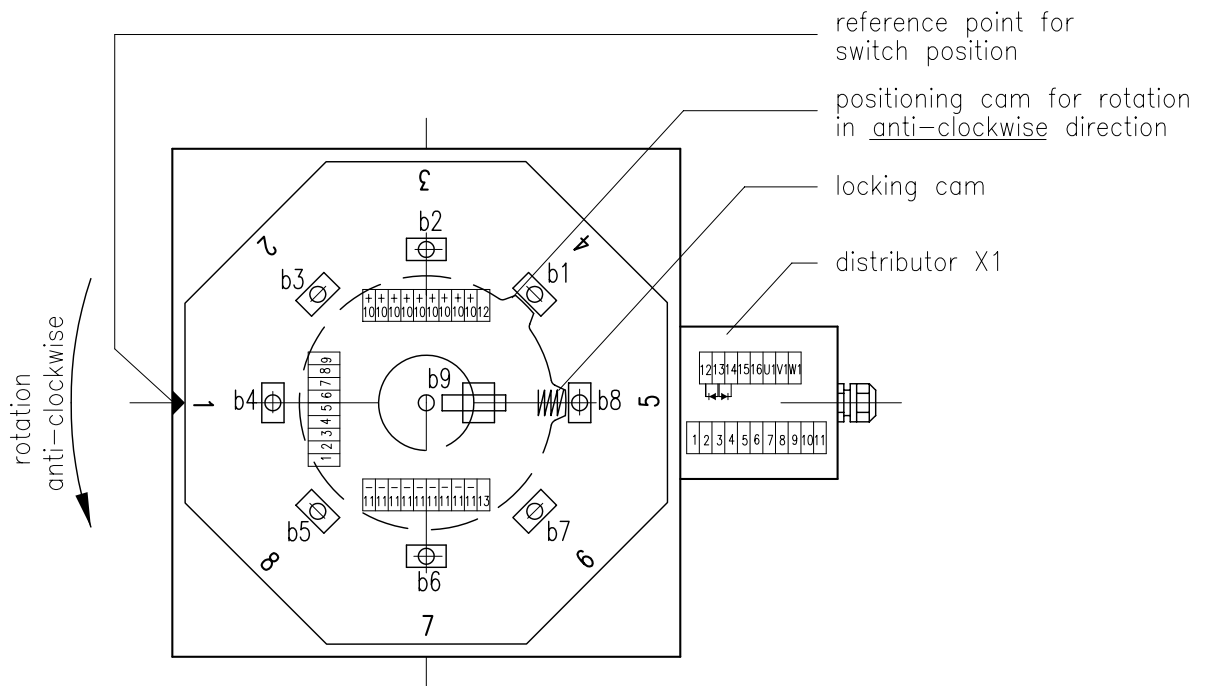 reference point for
switch position
positioning cam for rotation
in anti-clockwise direction
locking cam
distributor X1
3
2
4
b2
b3
b1
+ + + + + + + + +
10 10 10 10 10 10 10 10 10 12
rotation
anti-clockwise
1
b4
1 2 3 4 5 6 7 8 9
b9
b8
5
12 13 14 15 16 U1 V1 W1
1 2 3 4 5 6 7 8 9 10 11
- - - - - - - - -
11 11 11 11 11 11 11 11 11 13
b5
b7
b6
8
6
7